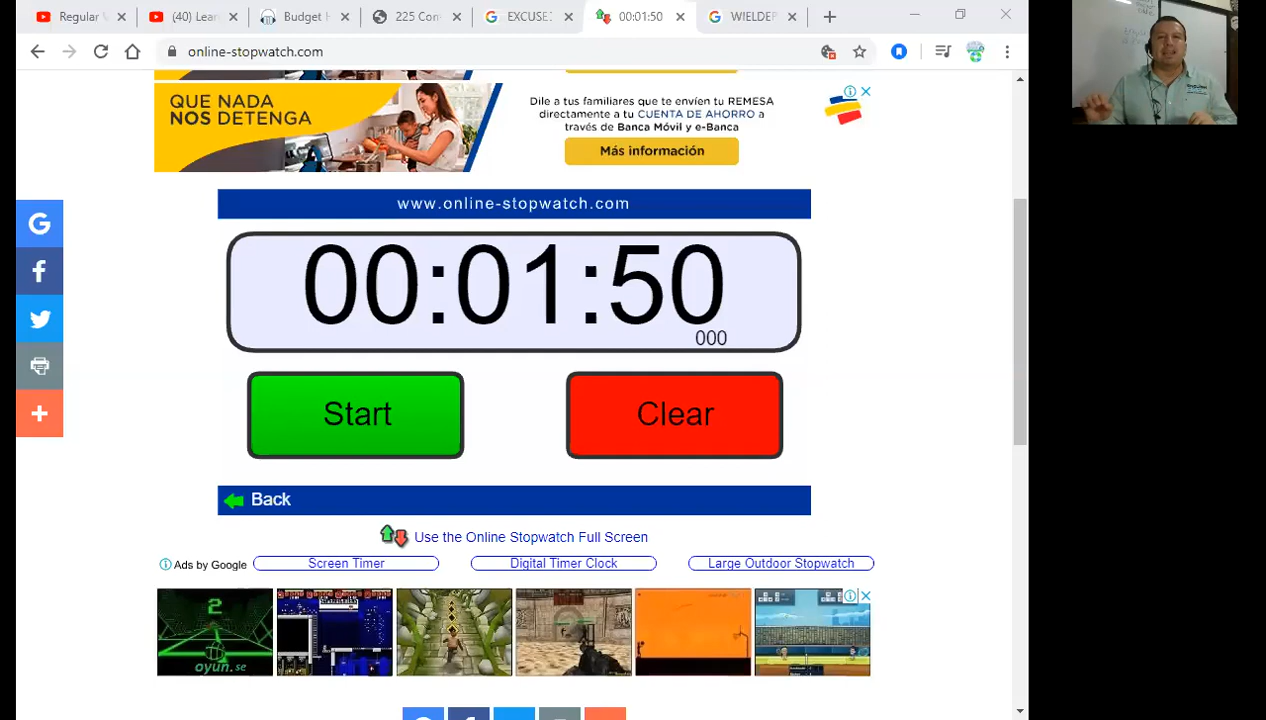 Regular
(40) Lear
Budget H
225 Con
EXCUSE
00:01:50
WIELDE
online-stopwatch.com
QUE NADA
NOS DETENGA
Dile a tus familiares que te envíen tu REMESA
directamente a tu CUENTA DE AHORRO a
través de Banca Móvil y e-Banca
Más información
www.online-stopwatch.com
00:01:50
000
Start
Clear
Back
Use the Online Stopwatch Full Screen
Ads by Google
Screen Timer
Digital Timer Clock
Large Outdoor Stopwatch
2
oyun.se